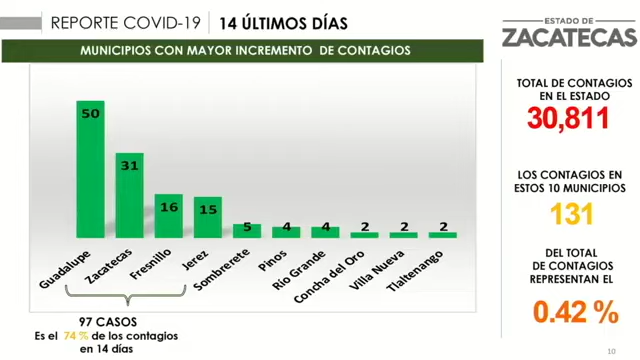 REPORTE COVID-19 14 ÚLTIMOS DÍAS
MUNICIPIOS CON MAYOR INCREMENTO DE CONTAGIOS
50
31
16
15
5
4
4
2
2
2
Guadalupe
Zacatecas
Fresnillo
Jerez
Sombrerete
Pinos
Río Grande
Concha del Oro
Villa Nueva
Tlaltenango
97 CASOS
Es el 74 % de los contagios
en 14 días
ESTADO DE
ZACATECAS
TOTAL DE CONTAGIOS
EN EL ESTADO
30,811
LOS CONTAGIOS EN
ESTOS 10 MUNICIPIOS
131
DEL TOTAL
DE CONTAGIOS
REPRESENTAN EL
0.42 %
10